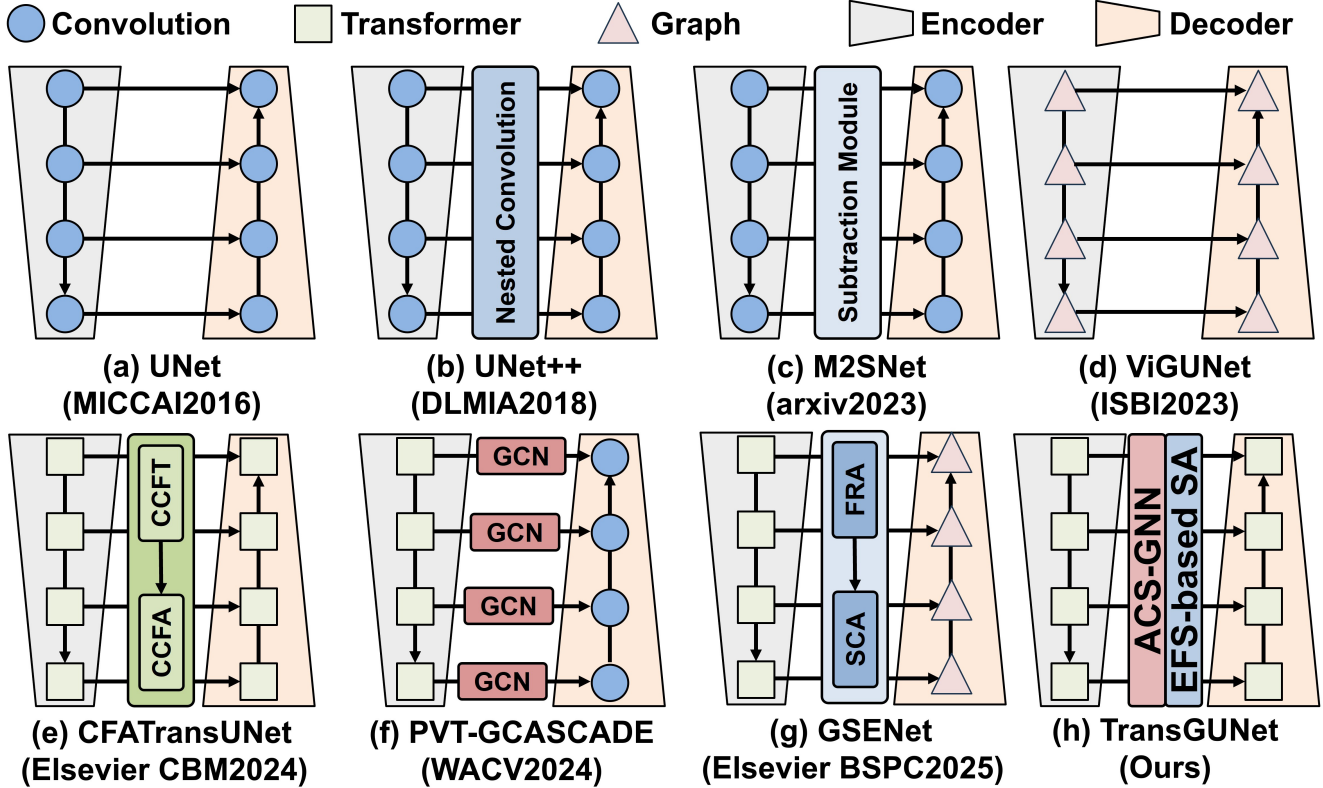 Convolution Transformer Graph Encoder Decoder
Nested Convolution
Subtraction Module
(a) UNet
(MICCAI2016)
(b) UNet++
(DLMIA2018)
(c) M2SNet
(arxiv2023)
(d) ViGUNet
(ISBI2023)
CCFT
CCFA
GCN
GCN
GCN
GCN
FRA
SCA
ACS-GNN
EFS-based SA
(e) CFATransUNet
(Elsevier CBM2024)
(f) PVT-GCASCADE
(WACV2024)
(g) GSENet
(Elsevier BSPC2025)
(h) TransGUNet
(Ours)